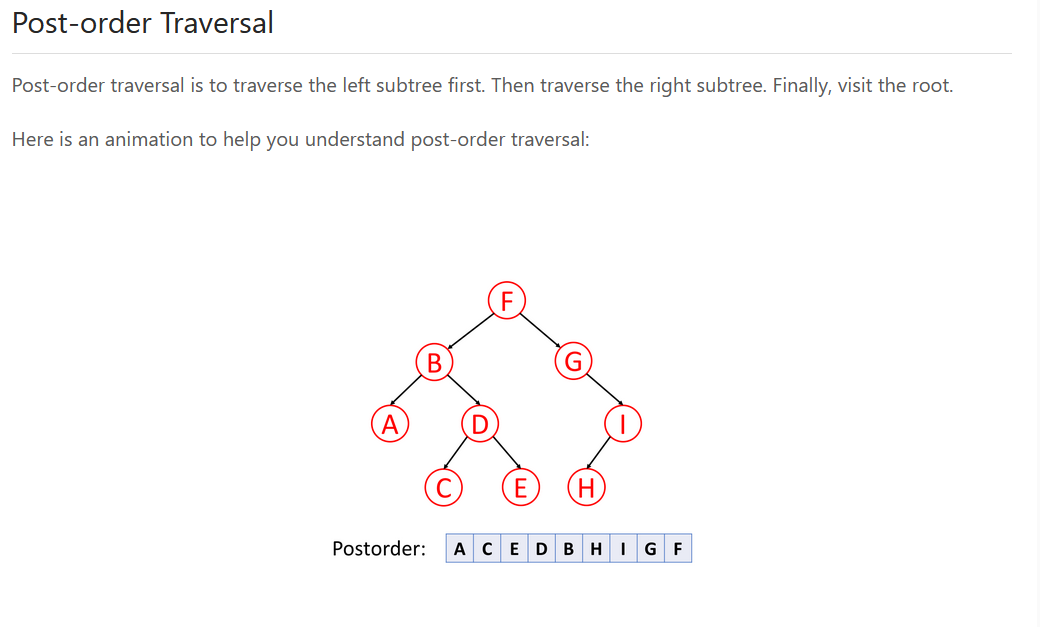 Post-order Traversal
Post-order traversal is to traverse the left subtree first. Then traverse the right subtree. Finally, visit the root.
Here is an animation to help you understand post-order traversal:
F
B G
A D I
C E H
Postorder: A C E D B H I G F